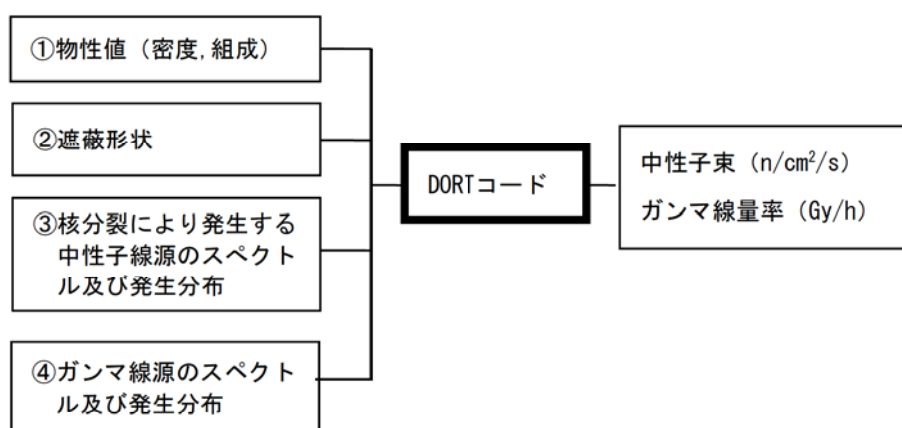 ①物性値（密度,組成）
②遮蔽形状
③核分裂により発生する
中性子線源のスペクト
ル及び発生分布
④ガンマ線源のスペクト
ル及び発生分布
DORTコード
中性子束（n/cm²/s）
ガンマ線量率（Gy/h）